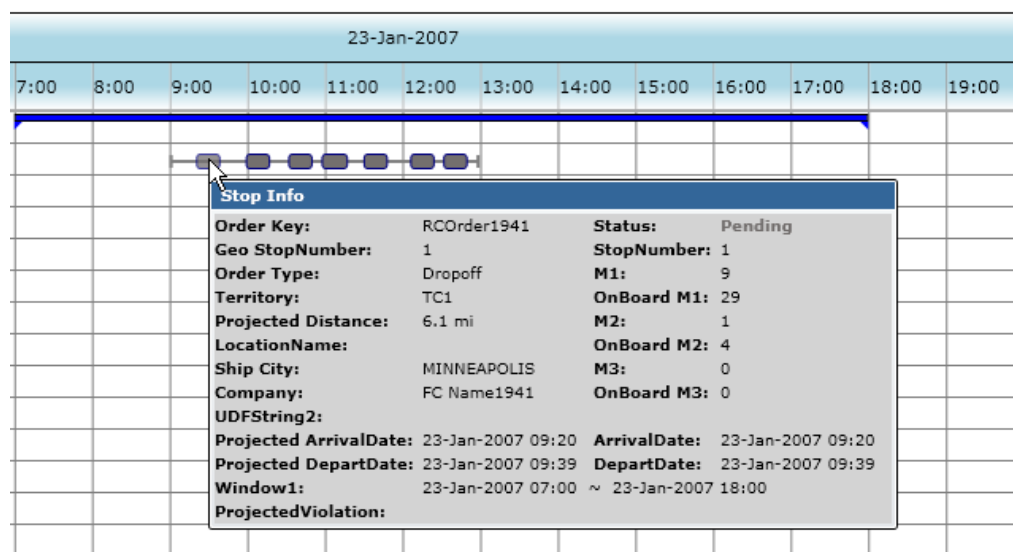 23-Jan-2007
7:00 8:00 9:00 10:00 11:00 12:00 13:00 14:00 15:00 16:00 17:00 18:00 19:00
Stop Info
Order Key: RCOrder1941 Status: Pending
Geo StopNumber: 1 StopNumber: 1
Order Type: Dropoff M1: 9
Territory: TC1 OnBoard M1: 29
Projected Distance: 6.1 mi M2: 1
LocationName: OnBoard M2: 4
Ship City: MINNEAPOLIS M3: 0
Company: FC Name1941 OnBoard M3: 0
UDFString2:
Projected ArrivalDate: 23-Jan-2007 09:20 ArrivalDate: 23-Jan-2007 09:20
Projected DepartDate: 23-Jan-2007 09:39 DepartDate: 23-Jan-2007 09:39
Window1: 23-Jan-2007 07:00 ~ 23-Jan-2007 18:00
ProjectedViolation: